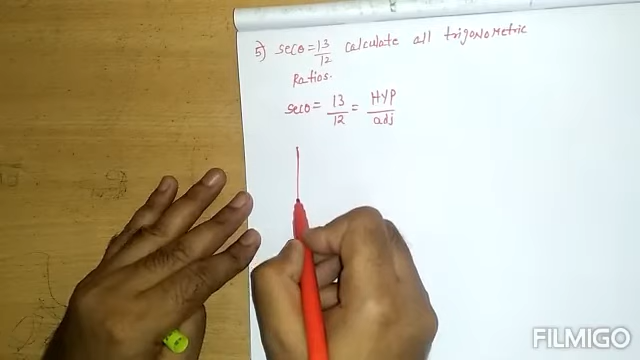 5) secθ = 13/12 calculate all trigonometric
Ratios.
secθ = 13/12 = HYP/adj
FILMIGO